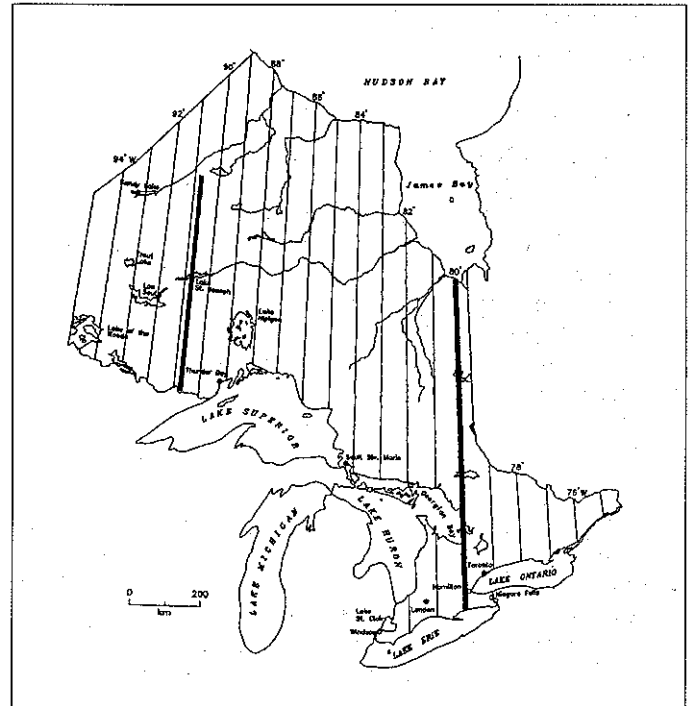 90°
88°
HUDSON BAY
92°
86°
84°
94° W
Sandy Lake
James Bay
82°
Trout
Lake
80°
Lac
Seul
Lake
St. Joseph
Lake
Nipigon
Lake of the
Woods
Thunder Bay
LAKE SUPERIOR
Sault Ste. Marie
78°
76° W
Georgian Bay
LAKE MICHIGAN
LAKE HURON
Toronto
LAKE ONTARIO
Hamilton
Niagara Falls
0 200
km
Lake
St. Clair
London
Windsor
LAKE ERIE